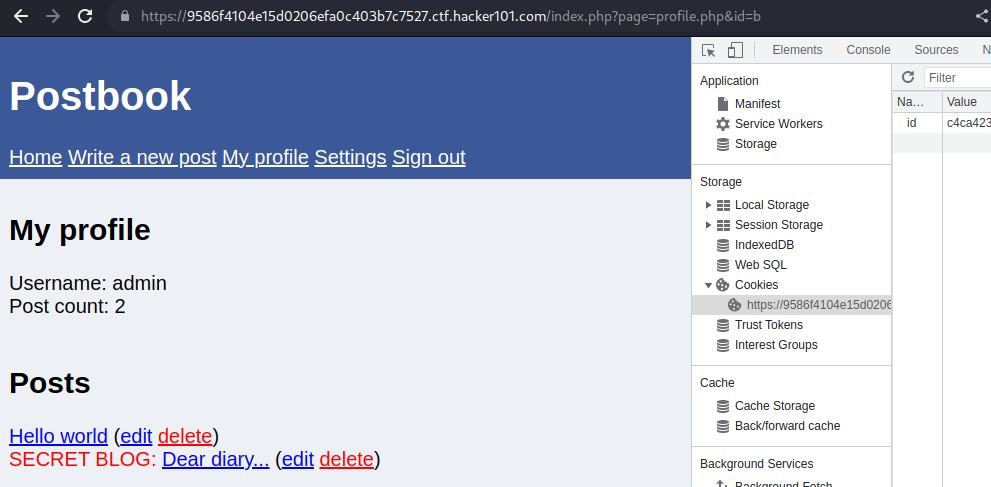 https://9586f4104e15d0206efa0c403b7c7527.ctf.hacker101.com/index.php?page=profile.php&id=b
Postbook
Home Write a new post My profile Settings Sign out
My profile
Username: admin
Post count: 2
Posts
Hello world (edit delete)
SECRET BLOG: Dear diary... (edit delete)
Elements Console Sources N
Application
Manifest
Service Workers
Storage
Storage
Local Storage
Session Storage
IndexedDB
Web SQL
Cookies
https://9586f4104e15d0206
Trust Tokens
Interest Groups
Cache
Cache Storage
Back/forward cache
Background Services
Background Fetch
Filter
Na... Value
id c4ca423